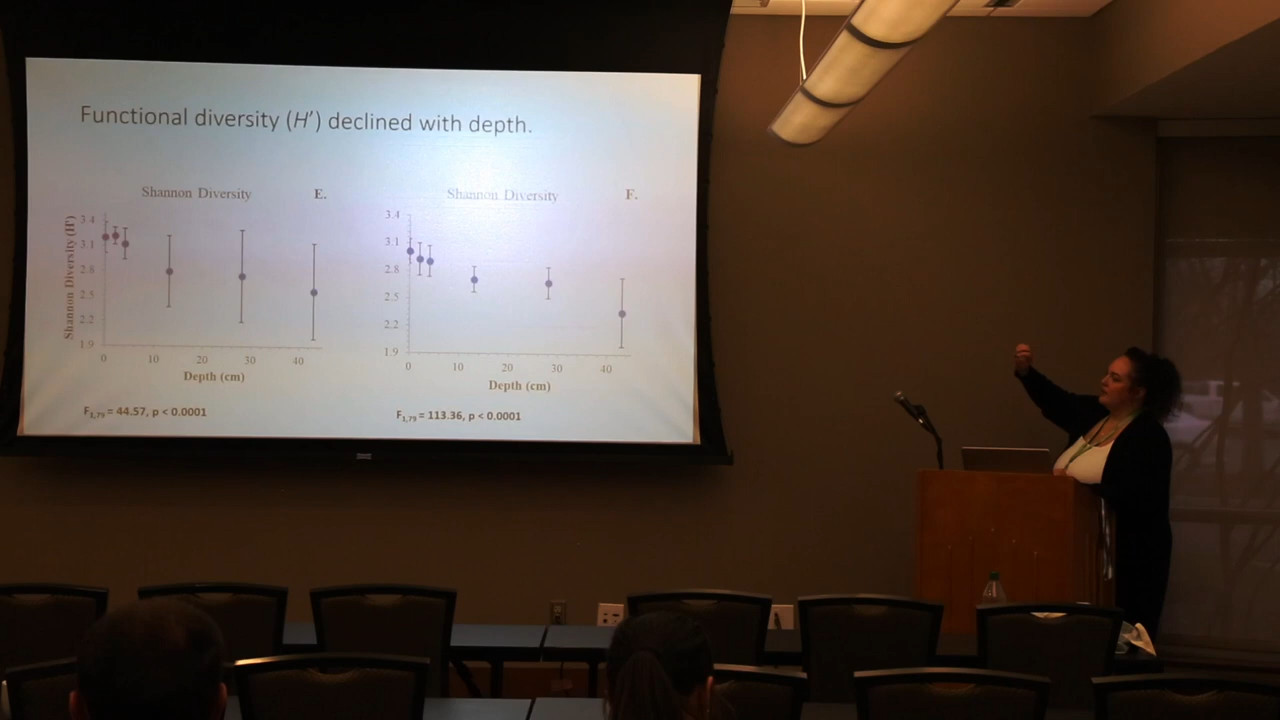 Functional diversity (H') declined with depth.
Shannon Diversity E.
Shannon Diversity (H')
3.4
3.1
2.8
2.5
2.2
1.9
0 10 20 30 40
Depth (cm)
F1,79 = 44.57, p < 0.0001
Shannon Diversity F.
3.4
3.1
2.8
2.5
2.2
1.9
0 10 20 30 40
Depth (cm)
F1,79 = 113.36, p < 0.0001